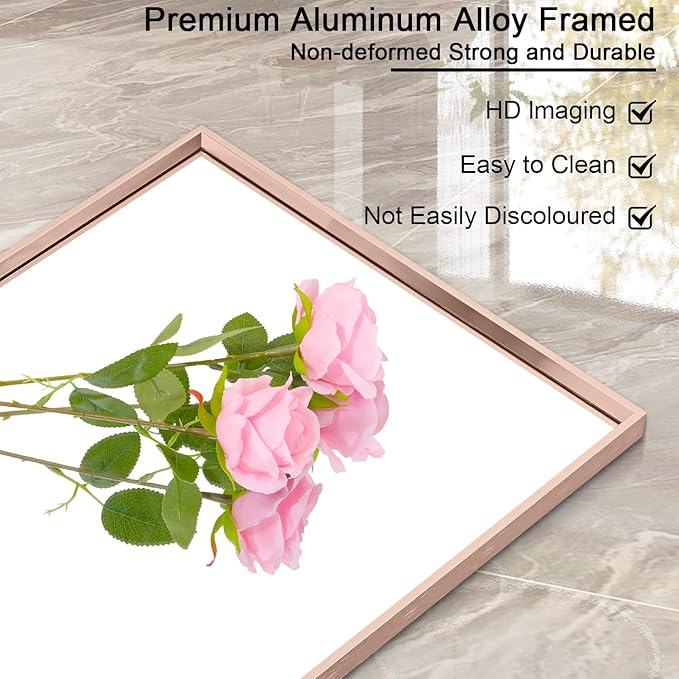 Premium Aluminum Alloy Framed
Non-deformed Strong and Durable
HD Imaging
Easy to Clean
Not Easily Discoloured